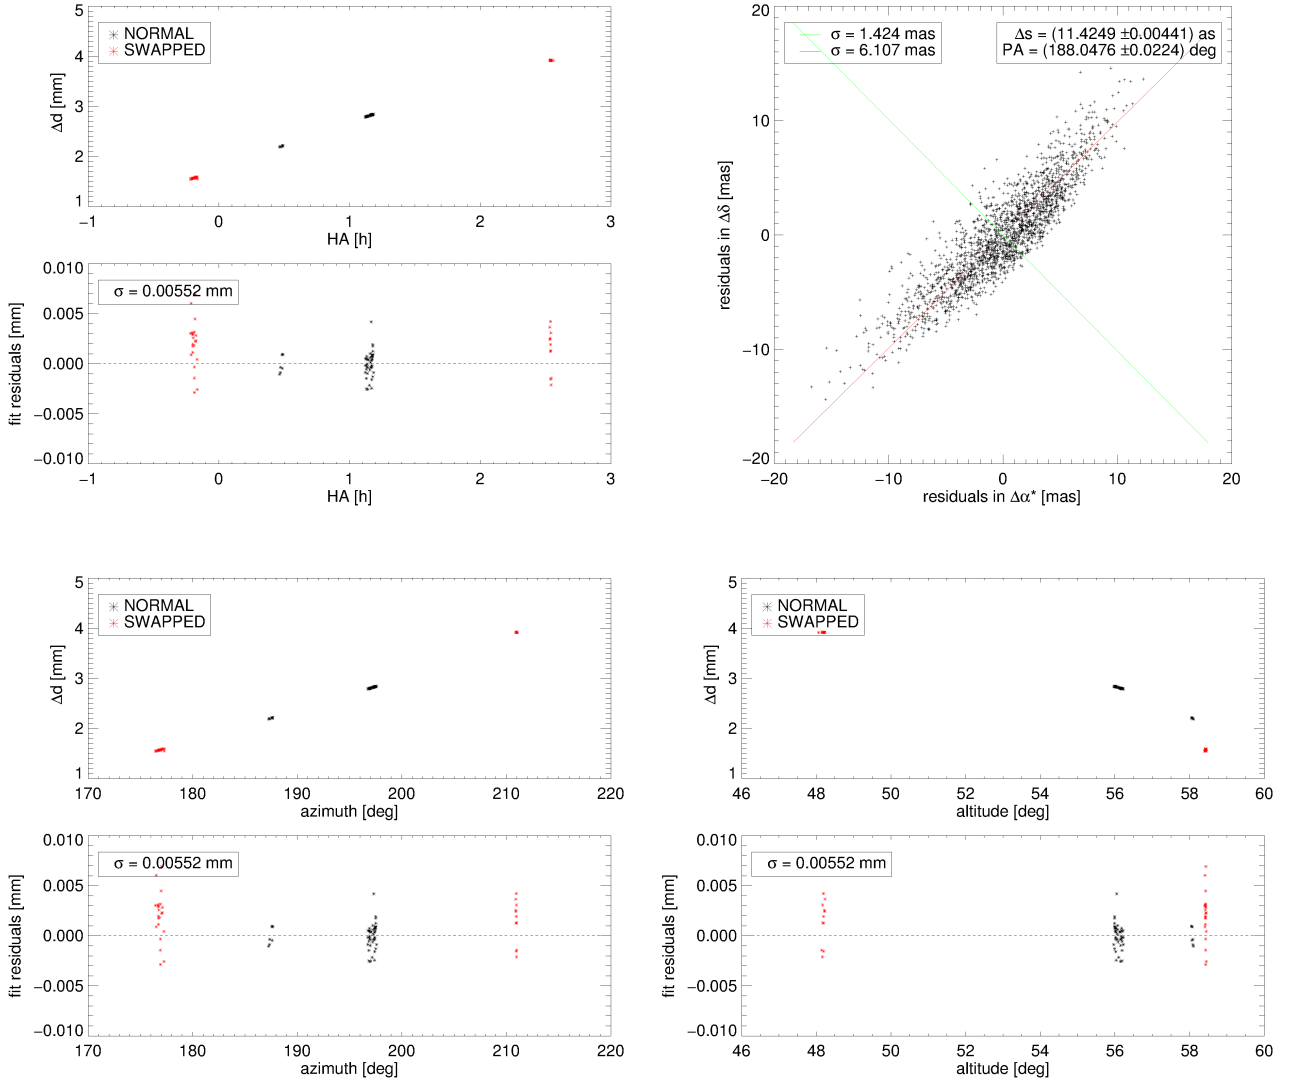 NORMAL
SWAPPED
Δd [mm]
5
4
3
2
1
−1
0
1
2
3
HA [h]
σ = 0.00552 mm
fit residuals [mm]
0.010
0.005
0.000
−0.005
−0.010
−1
0
1
2
3
HA [h]
σ = 1.424 mas
σ = 6.107 mas
Δs = (11.4249 ±0.00441) as
PA = (188.0476 ±0.0224) deg
residuals in Δδ [mas]
20
10
0
−10
−20
−20
−10
0
10
20
residuals in Δα* [mas]
NORMAL
SWAPPED
Δd [mm]
5
4
3
2
1
170
180
190
200
210
220
azimuth [deg]
NORMAL
SWAPPED
Δd [mm]
5
4
3
2
1
46
48
50
52
54
56
58
60
altitude [deg]
σ = 0.00552 mm
fit residuals [mm]
0.010
0.005
0.000
−0.005
−0.010
170
180
190
200
210
220
azimuth [deg]
σ = 0.00552 mm
fit residuals [mm]
0.010
0.005
0.000
−0.005
−0.010
46
48
50
52
54
56
58
60
altitude [deg]